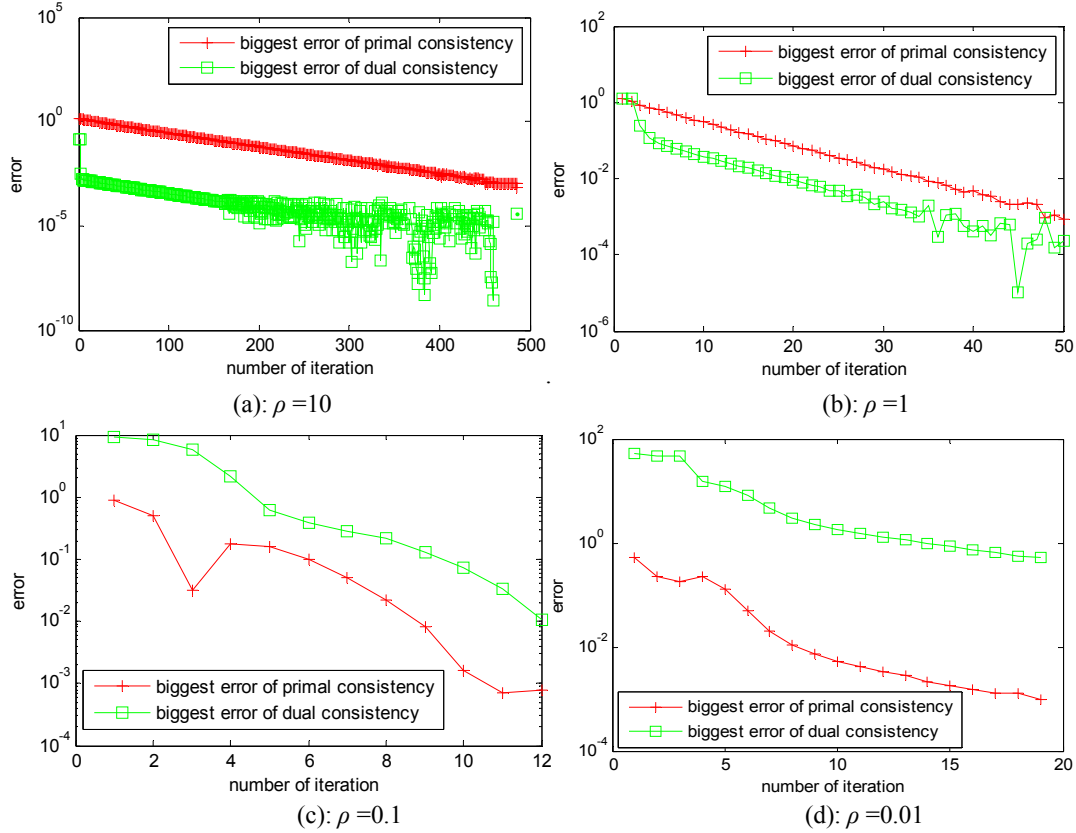 10^5
biggest error of primal consistency
biggest error of dual consistency
10^0
error
10^-5
10^-10
0 100 200 300 400 500
number of iteration
(a): ρ =10
10^2
biggest error of primal consistency
biggest error of dual consistency
10^0
error
10^-2
10^-4
10^-6
0 10 20 30 40 50
number of iteration
(b): ρ =1
10^1
10^0
10^-1
error
10^-2
10^-3
biggest error of primal consistency
biggest error of dual consistency
10^-4
0 2 4 6 8 10 12
number of iteration
(c): ρ =0.1
10^2
10^0
error
10^-2
biggest error of primal consistency
biggest error of dual consistency
10^-4
0 5 10 15 20
number of iteration
(d): ρ =0.01